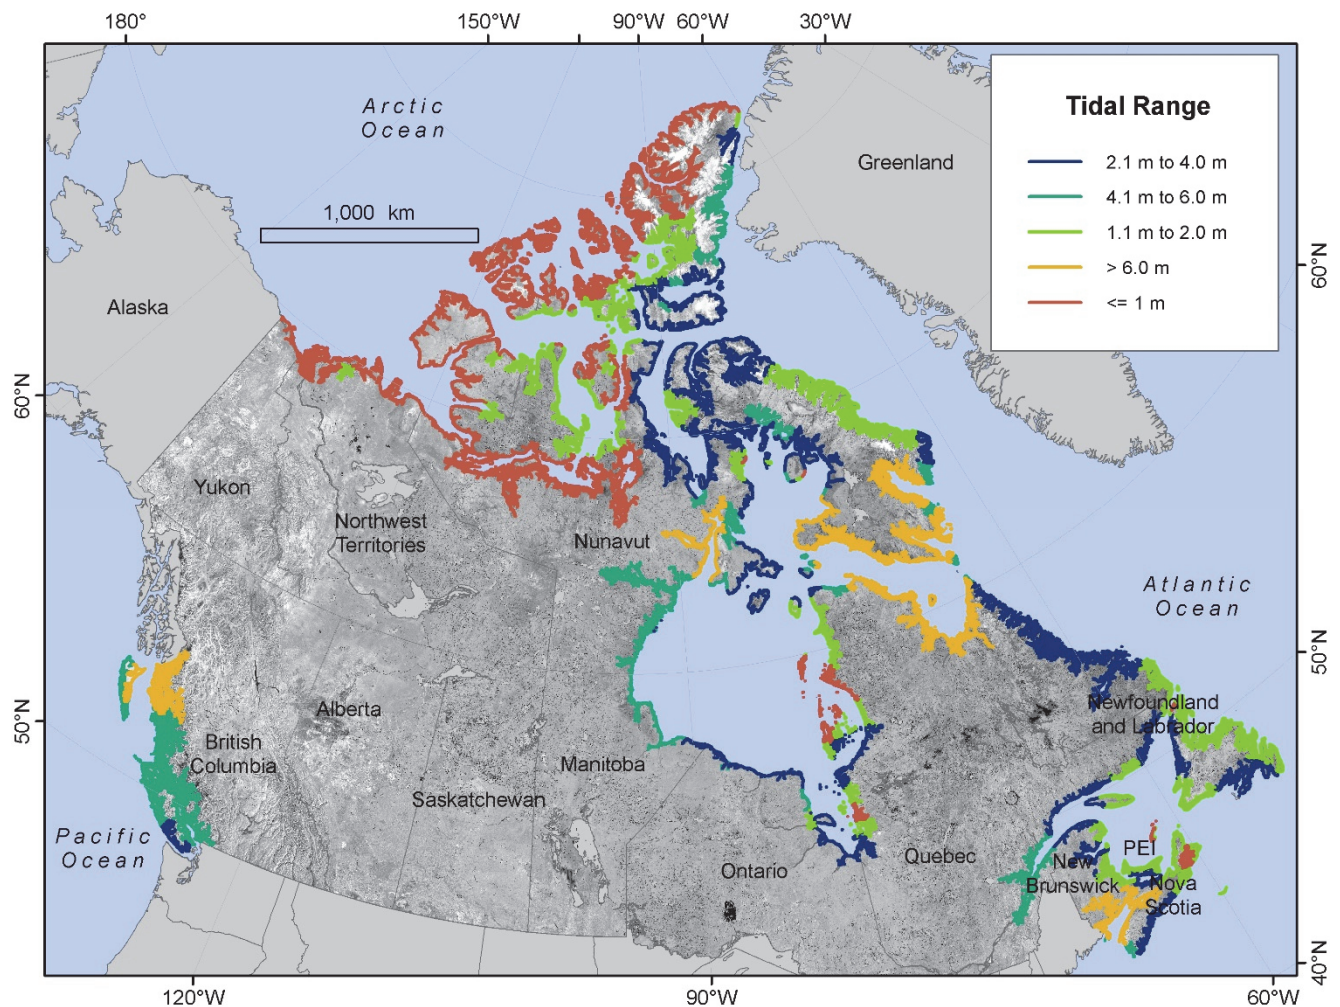 180°
150°W
90°W
60°W
30°W
Arctic
Ocean
Tidal Range
2.1 m to 4.0 m
4.1 m to 6.0 m
1.1 m to 2.0 m
> 6.0 m
<= 1 m
Greenland
1,000 km
Alaska
60°N
60°N
Yukon
Northwest
Territories
Nunavut
Atlantic
Ocean
50°N
50°N
Alberta
British
Columbia
Manitoba
Saskatchewan
Newfoundland
and Labrador
Pacific
Ocean
Ontario
Quebec
PEI
New
Brunswick
Nova
Scotia
40°N
120°W
90°W
60°W